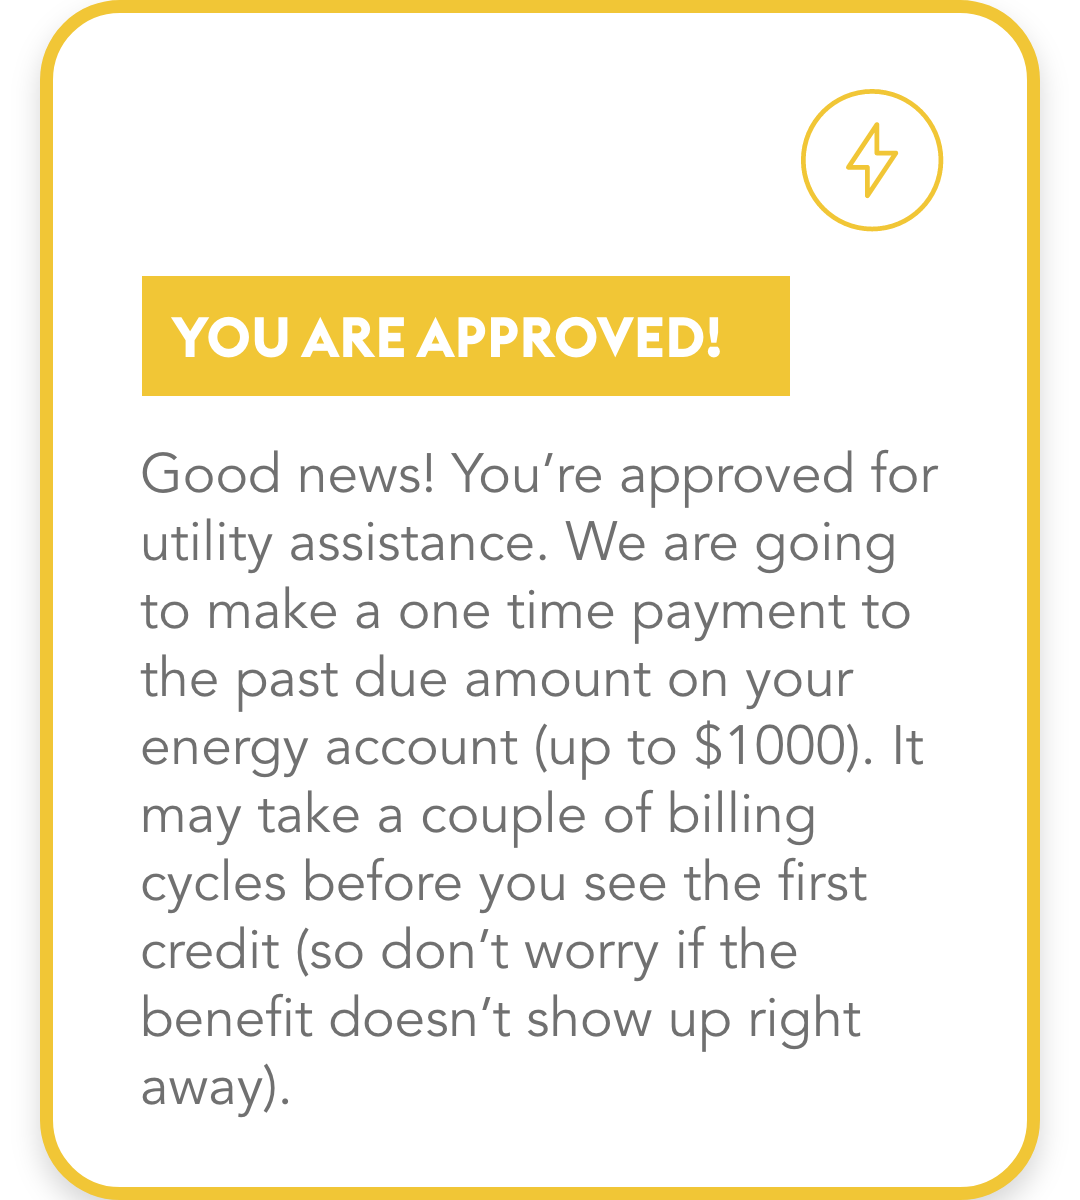 YOU ARE APPROVED!
Good news! You’re approved for
utility assistance. We are going
to make a one time payment to
the past due amount on your
energy account (up to $1000). It
may take a couple of billing
cycles before you see the first
credit (so don’t worry if the
benefit doesn’t show up right
away).